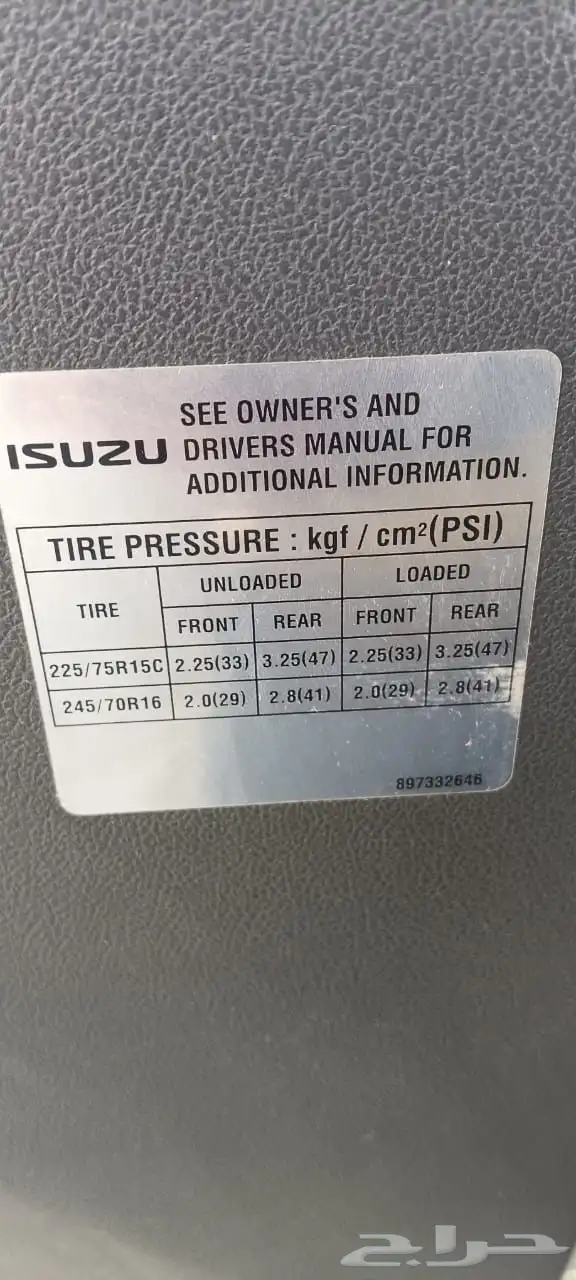 SEE OWNER'S AND
ISUZU DRIVERS MANUAL FOR
ADDITIONAL INFORMATION.
TIRE PRESSURE : kgf / cm²(PSI)
TIRE UNLOADED LOADED
FRONT REAR FRONT REAR
225/75R15C 2.25(33) 3.25(47) 2.25(33) 3.25(47)
245/70R16 2.0(29) 2.8(41) 2.0(29) 2.8(41)
897332646
حراج